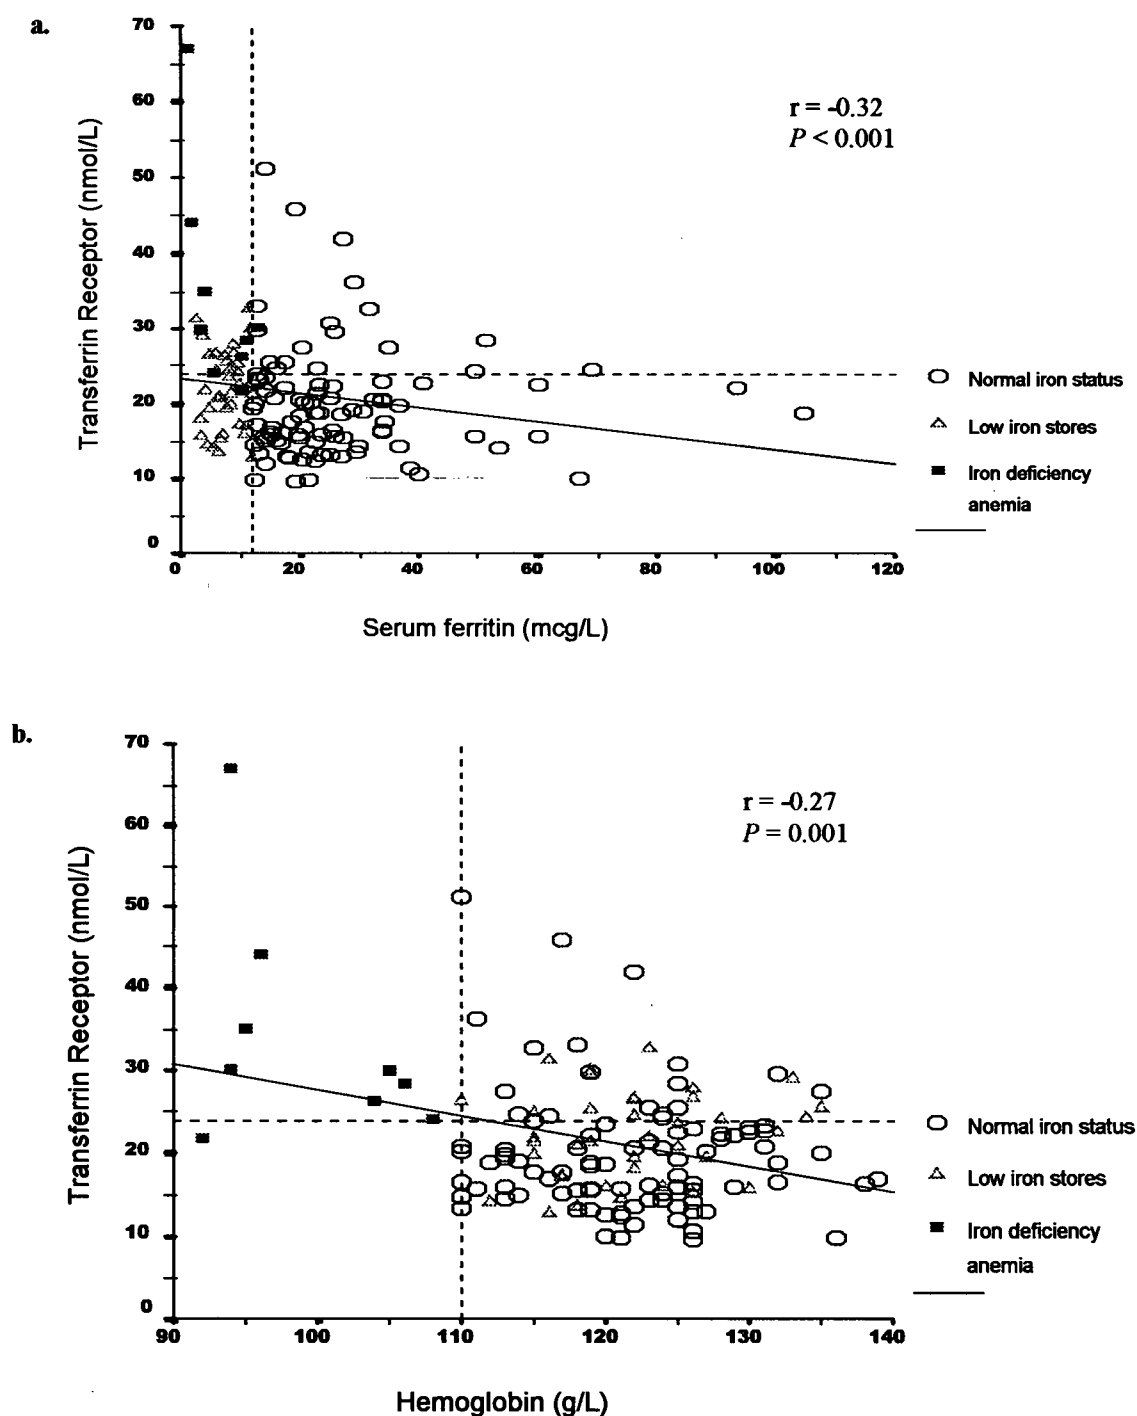 a.
70
60
50
40
30
20
10
0
Transferrin Receptor (nmol/L)
r = -0.32
P < 0.001
Normal iron status
Low iron stores
Iron deficiency
anemia
0 20 40 60 80 100 120
Serum ferritin (mcg/L)
b.
70
60
50
40
30
20
10
0
Transferrin Receptor (nmol/L)
r = -0.27
P = 0.001
Normal iron status
Low iron stores
Iron deficiency
anemia
90 100 110 120 130 140
Hemoglobin (g/L)